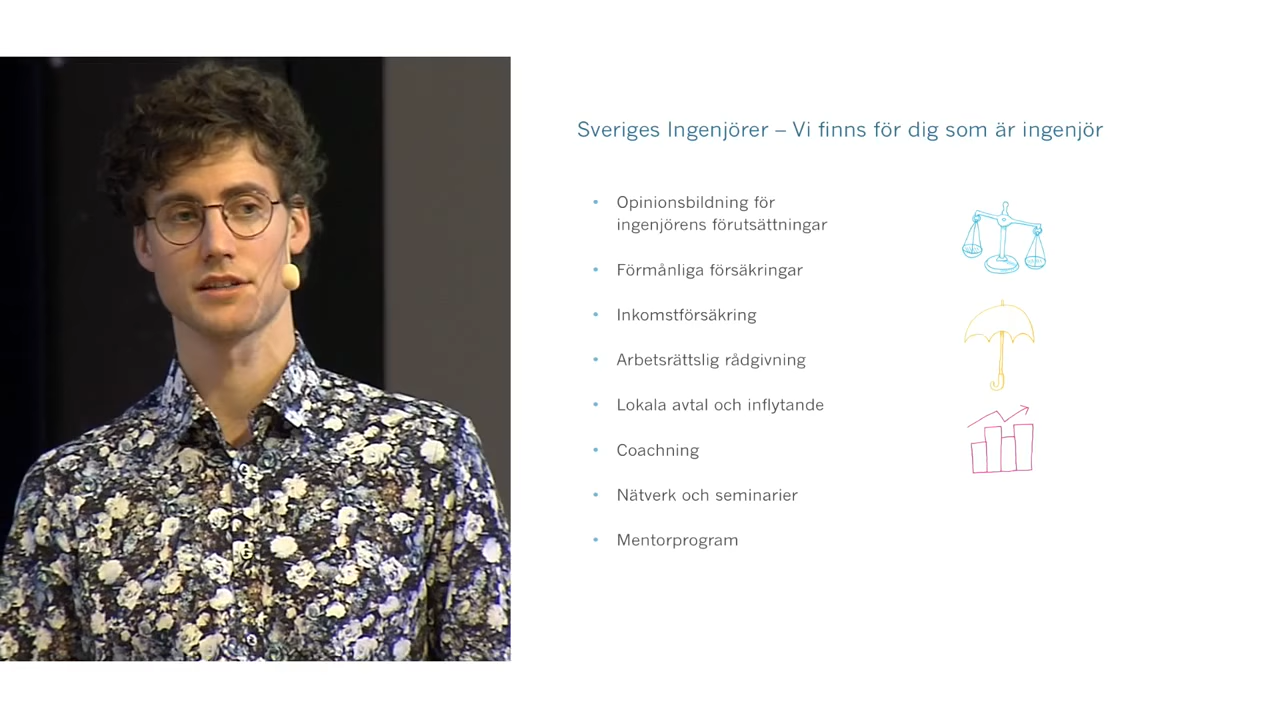 Sveriges Ingenjörer – Vi finns för dig som är ingenjör
• Opinionsbildning för
ingenjörens förutsättningar
• Förmånliga försäkringar
• Inkomstförsäkring
• Arbetsrättslig rådgivning
• Lokala avtal och inflytande
• Coachning
• Nätverk och seminarier
• Mentorprogram